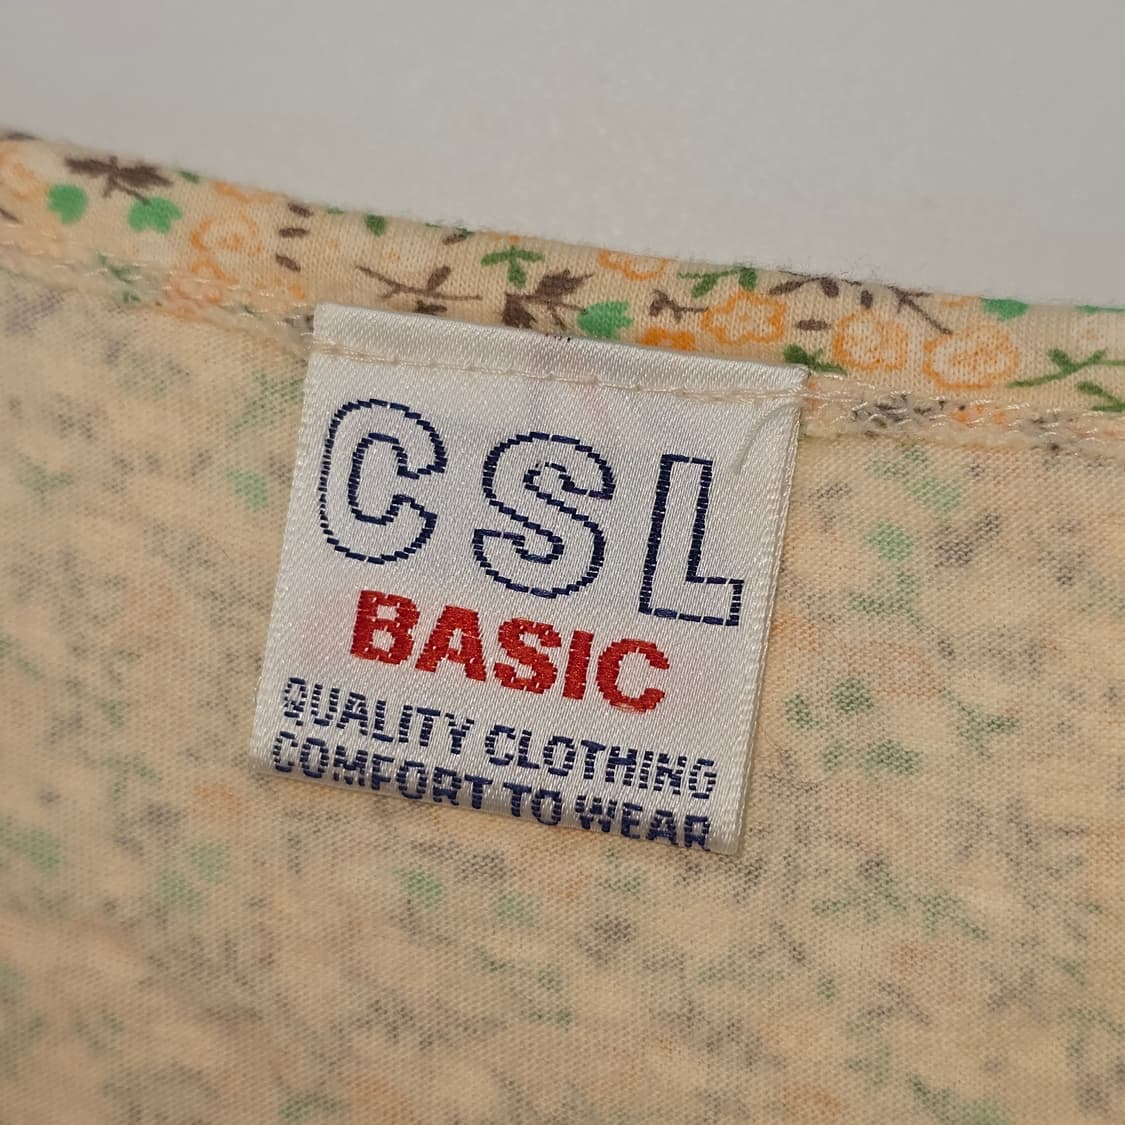 CSL
BASIC
QUALITY CLOTHING
COMFORT TO WEAR